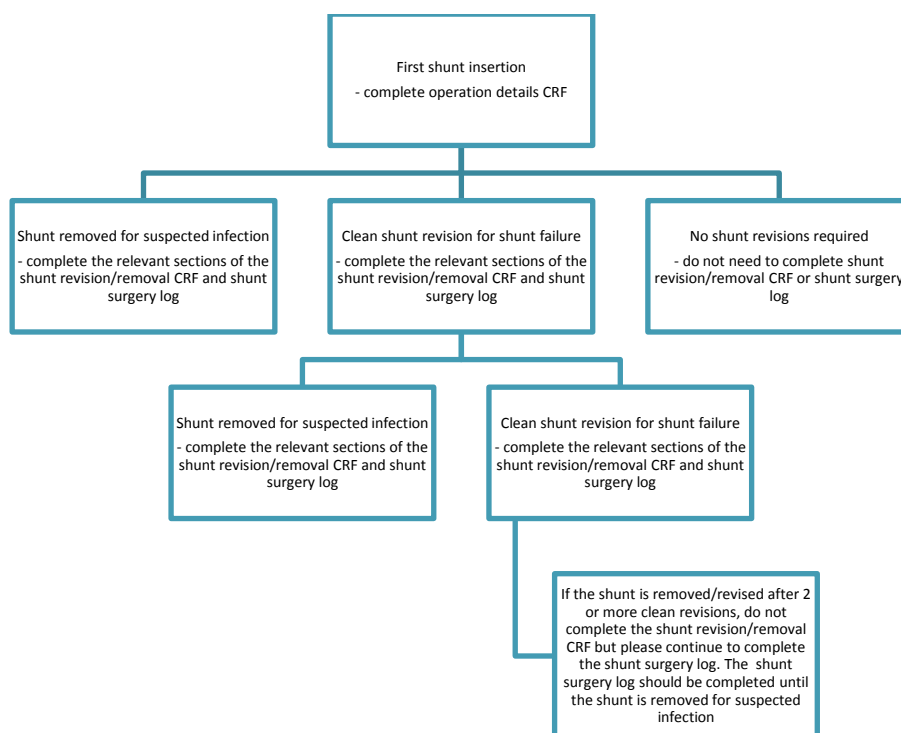 First shunt insertion
- complete operation details CRF
Shunt removed for suspected infection
- complete the relevant sections of the
shunt revision/removal CRF and shunt
surgery log
Clean shunt revision for shunt failure
- complete the relevant sections of the
shunt revision/removal CRF and shunt
surgery log
No shunt revisions required
- do not need to complete shunt
revision/removal CRF or shunt surgery
log
Shunt removed for suspected infection
- complete the relevant sections of the
shunt revision/removal CRF and shunt
surgery log
Clean shunt revision for shunt failure
- complete the relevant sections of the
shunt revision/removal CRF and shunt
surgery log
If the shunt is removed/revised after 2
or more clean revisions, do not
complete the shunt revision/removal
CRF but please continue to complete
the shunt surgery log. The shunt
surgery log should be completed until
the shunt is removed for suspected
infection